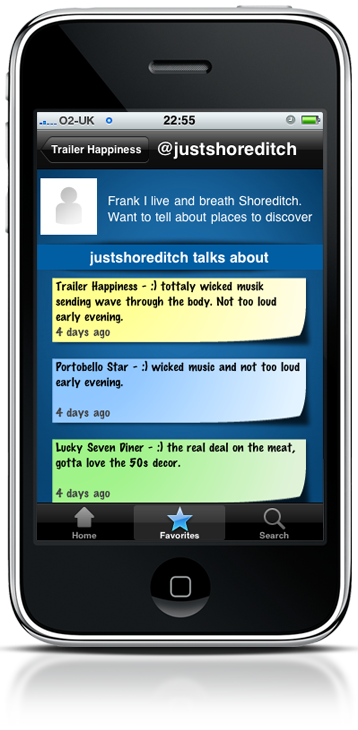 O2-UK 22:55
Trailer Happiness @justshoreditch
Frank I live and breath Shoreditch.
Want to tell about places to discover
justshoreditch talks about
Trailer Happiness - :) tottaly wicked musik
sending wave through the body. Not too loud
early evening.
4 days ago
Portobello Star - :) wicked music and not too loud
early evening.
4 days ago
Lucky Seven Diner - :) the real deal on the meat,
gotta love the 50s decor.
4 days ago
Home Favorites Search